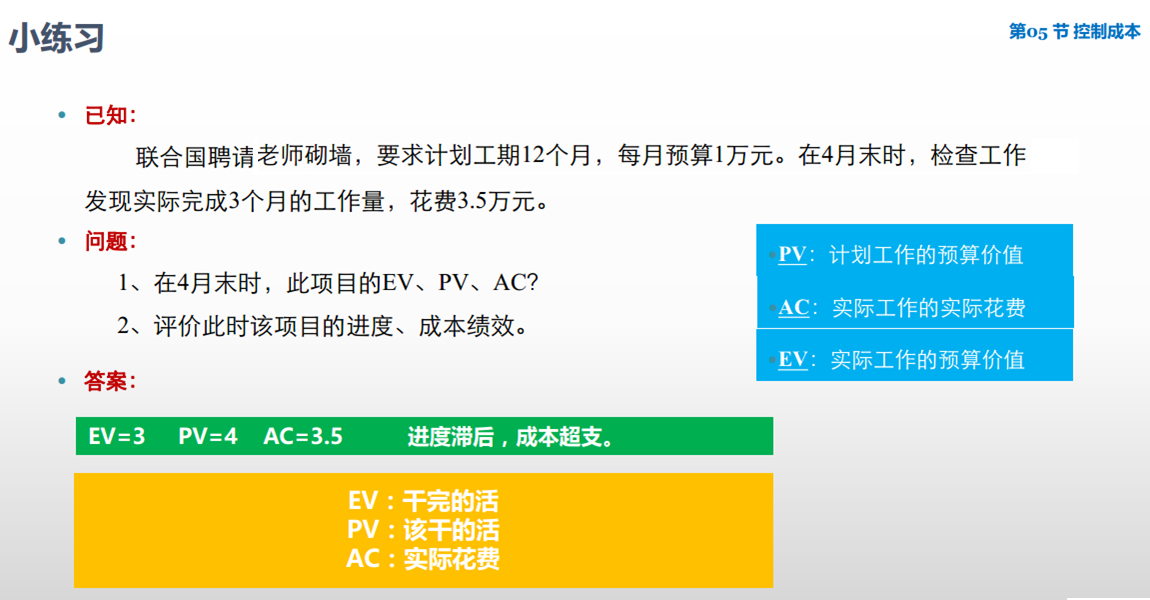 小练习
第05 节 控制成本
• 已知：
联合国聘请老师砌墙，要求计划工期12个月，每月预算1万元。在4月末时，检查工作
发现实际完成3个月的工作量，花费3.5万元。
• 问题：
1、在4月末时，此项目的EV、PV、AC？
2、评价此时该项目的进度、成本绩效。
•PV：计划工作的预算价值
•AC：实际工作的实际花费
•EV：实际工作的预算价值
• 答案：
EV=3 PV=4 AC=3.5 进度滞后，成本超支。
EV：干完的活
PV：该干的活
AC：实际花费